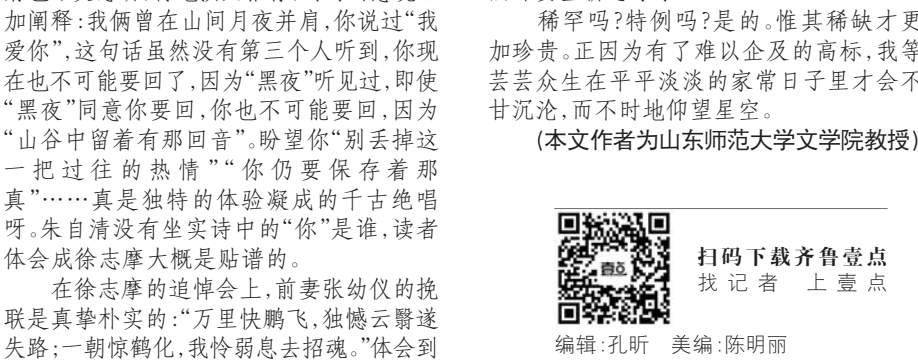 加阐释:我俩曾在山间月夜并肩,你说过“我
爱你”,这句话虽然没有第三个人听到,你现
在也不可能要回了,因为“黑夜”听见过,即使
“黑夜”同意你要回,你也不可能要回,因为
“山谷中留着有那回音”。盼望你“别丢掉这
一把过往的热情”“你仍要保存着那
真”……真是独特的体验凝成的千古绝唱
呀。朱自清没有坐实诗中的“你”是谁,读者
体会成徐志摩大概是贴谱的。
在徐志摩的追悼会上,前妻张幼仪的挽
联是真挚朴实的:“万里快鹏飞,独憾云翳遂
失路;一朝惊鹤化,我怜弱息去招魂。”体会到
稀罕吗?特例吗?是的。惟其稀缺才更
加珍贵。正因为有了难以企及的高标,我等
芸芸众生在平平淡淡的家常日子里才会不
甘沉沦,而不时地仰望星空。
(本文作者为山东师范大学文学院教授)
壹点
扫码下载齐鲁壹点
找记者 上壹点
编辑:孔昕 美编:陈明丽